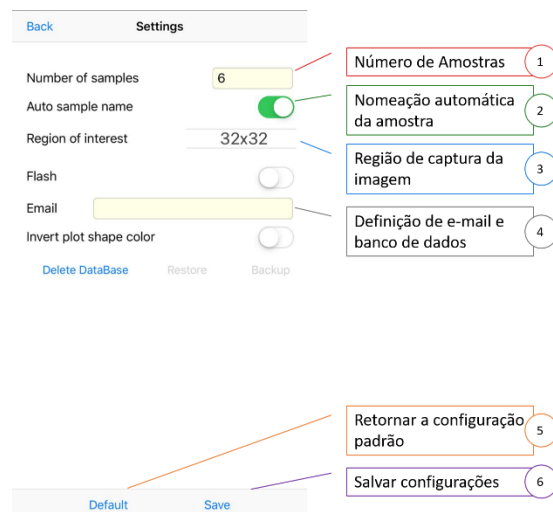 Back Settings
Number of samples 6
Auto sample name
Region of interest 32x32
Flash
Email
Invert plot shape color
Delete DataBase Restore Backup
Default Save
Número de Amostras 1
Nomeação automática
da amostra 2
Região de captura da
imagem 3
Definição de e-mail e
banco de dados 4
Retornar a configuração
padrão 5
Salvar configurações 6